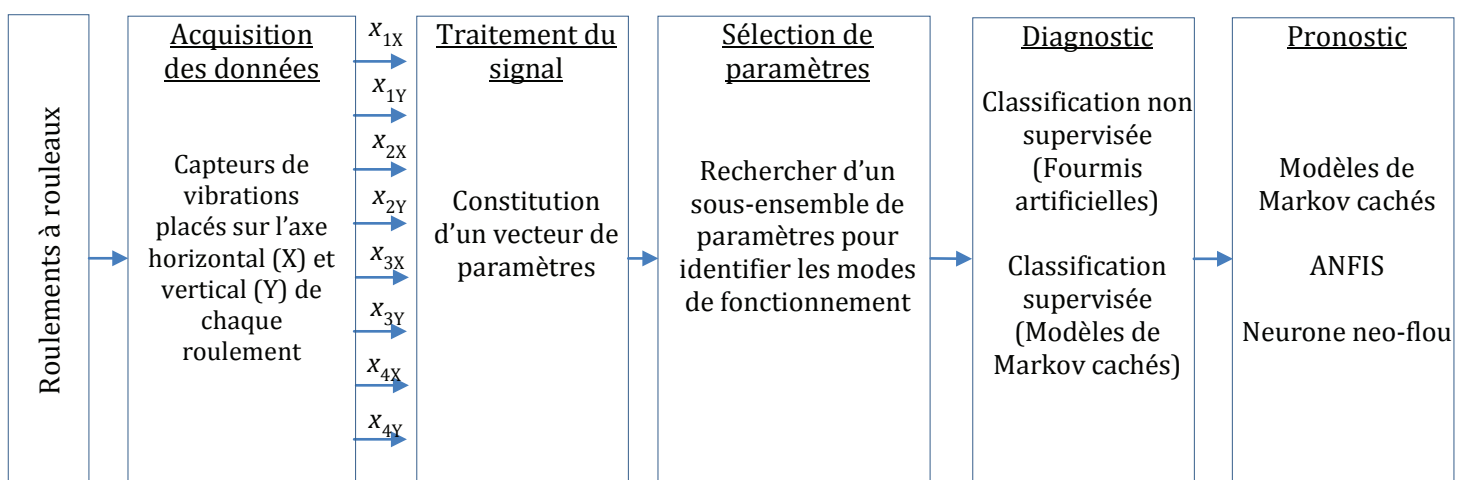 Roulements à rouleaux
Acquisition
des données
Capteurs de
vibrations
placés sur l’axe
horizontal (X) et
vertical (Y) de
chaque
roulement
x1X
x1Y
x2X
x2Y
x3X
x3Y
x4X
x4Y
Traitement du
signal
Constitution
d’un vecteur de
paramètres
Sélection de
paramètres
Rechercher d’un
sous-ensemble de
paramètres pour
identifier les modes
de fonctionnement
Diagnostic
Classification non
supervisée
(Fourmis
artificielles)
Classification
supervisée
(Modèles de
Markov cachés)
Pronostic
Modèles de
Markov cachés
ANFIS
Neurone neo-flou